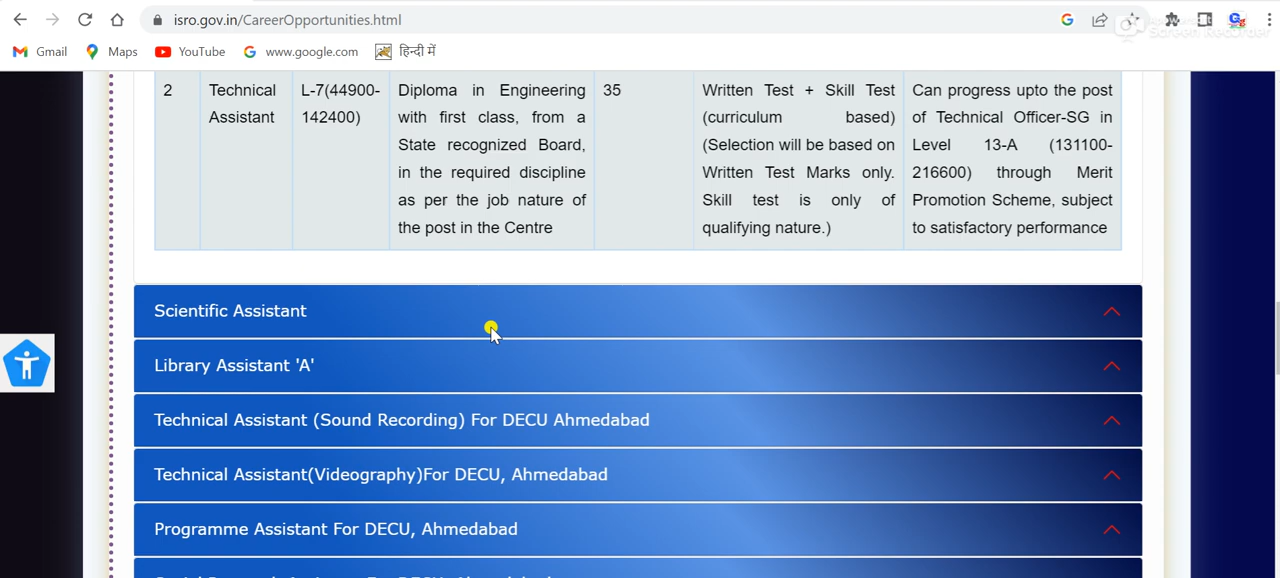 isro.gov.in/CareerOpportunities.html
Gmail Maps YouTube www.google.com हिन्दी में
Screen Recorder
2 Technical Assistant L-7(44900-142400) Diploma in Engineering with first class, from a State recognized Board, in the required discipline as per the job nature of the post in the Centre 35 Written Test + Skill Test (curriculum based) (Selection will be based on Written Test Marks only. Skill test is only of qualifying nature.) Can progress upto the post of Technical Officer-SG in Level 13-A (131100-216600) through Merit Promotion Scheme, subject to satisfactory performance
Scientific Assistant
Library Assistant 'A'
Technical Assistant (Sound Recording) For DECU Ahmedabad
Technical Assistant(Videography)For DECU, Ahmedabad
Programme Assistant For DECU, Ahmedabad